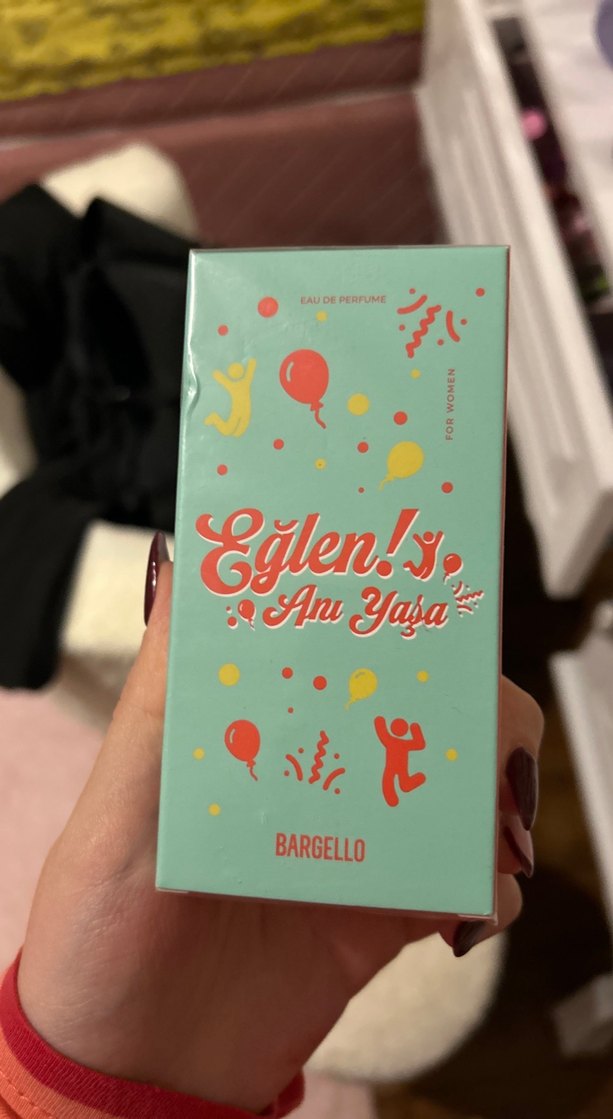 EAU DE PERFUME
FOR WOMEN
Eğlen!
Anı Yaşa
BARGELLO